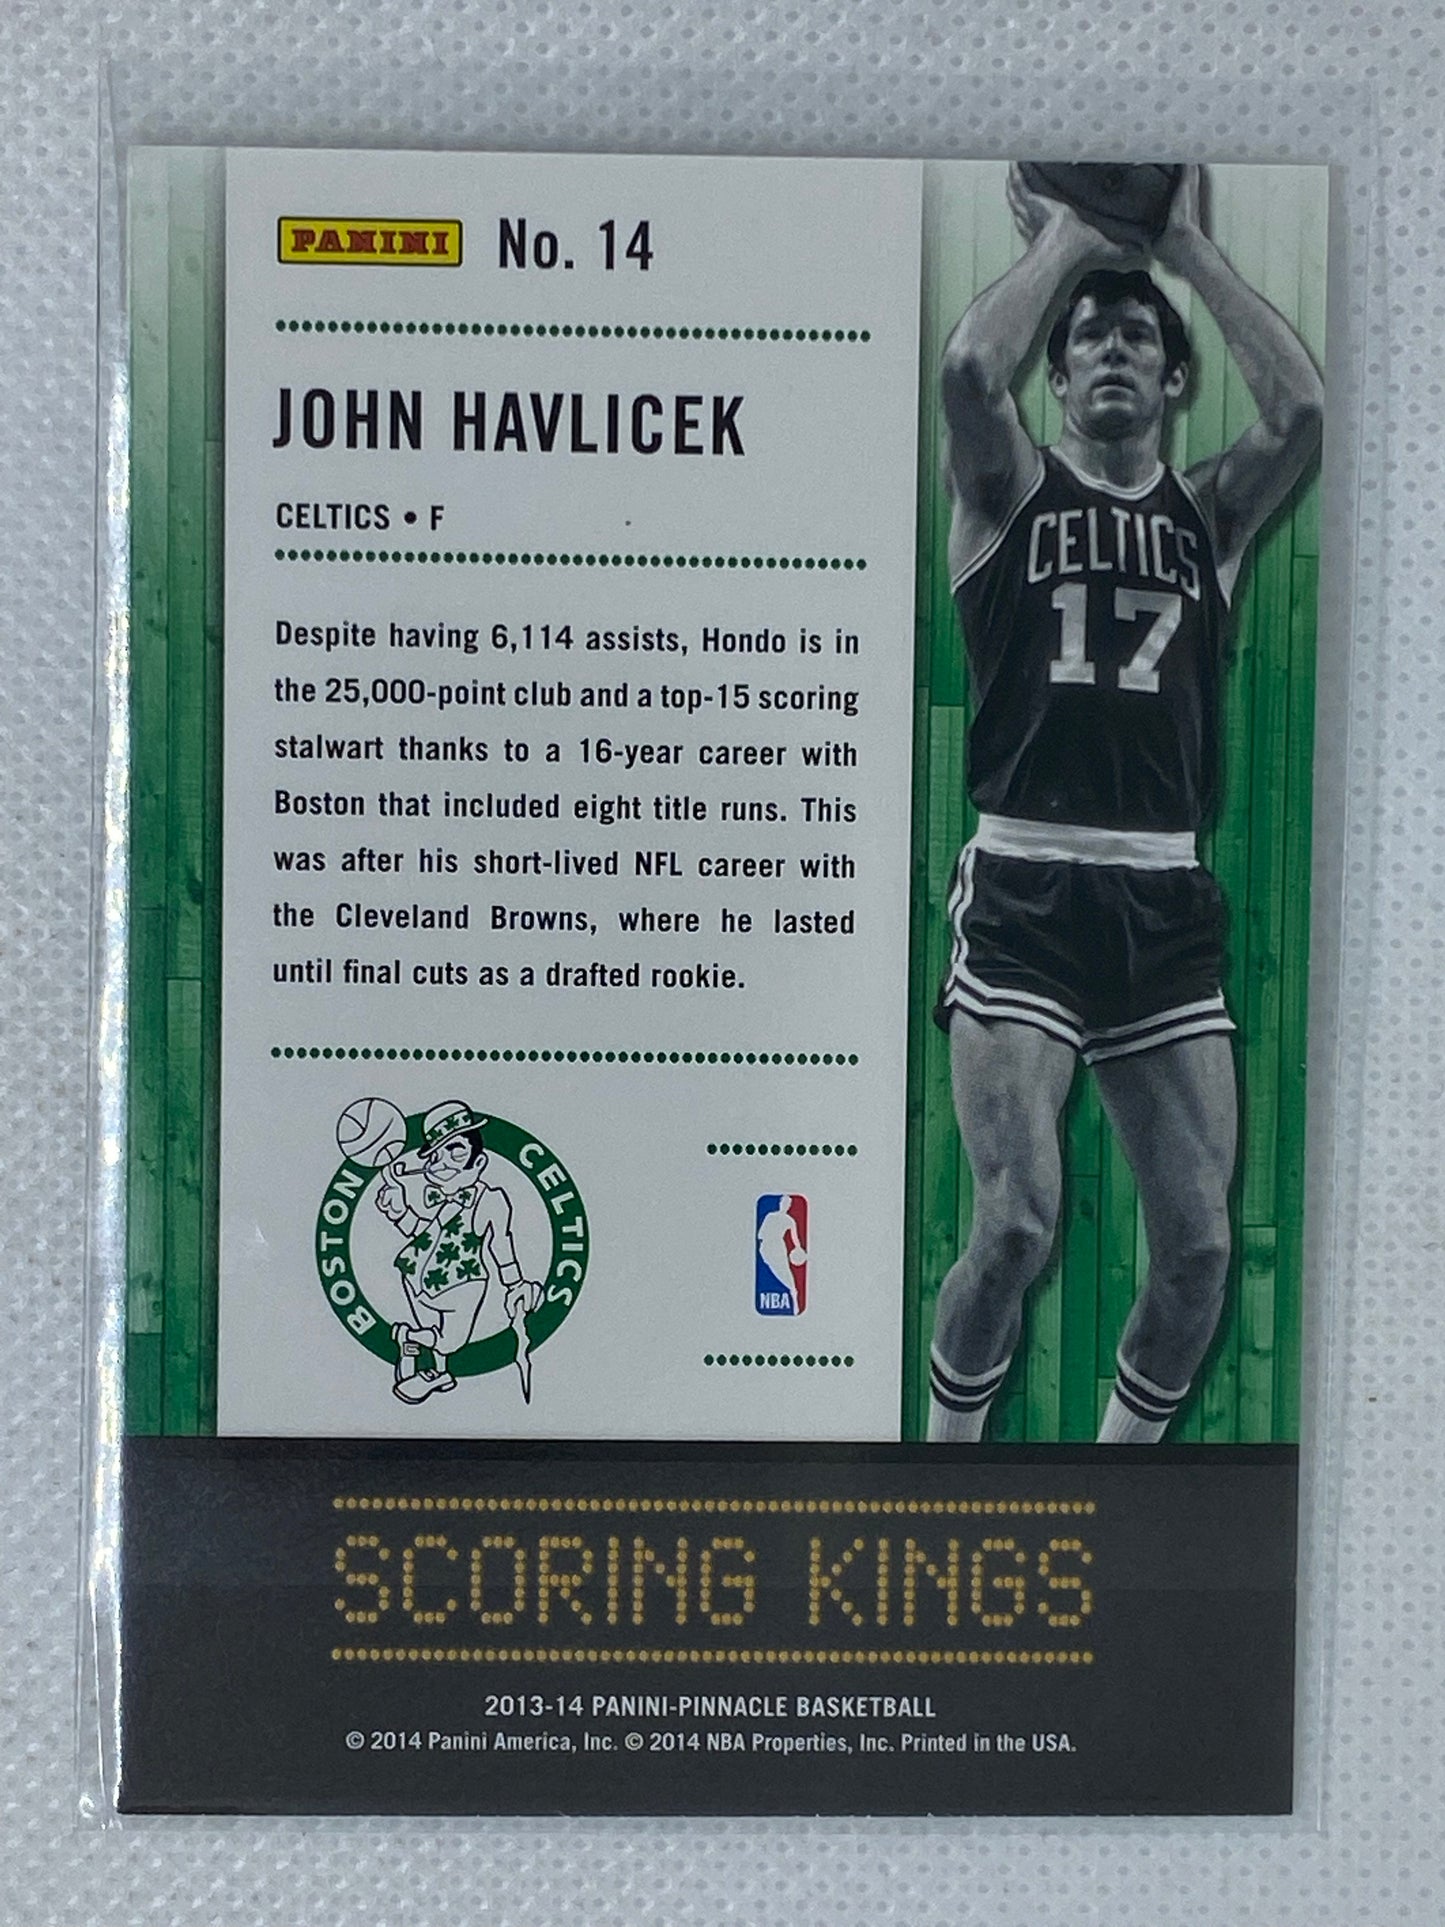 PANINI No. 14
JOHN HAVLICEK
CELTICS • F
Despite having 6,114 assists, Hondo is in
the 25,000-point club and a top-15 scoring
stalwart thanks to a 16-year career with
Boston that included eight title runs. This
was after his short-lived NFL career with
the Cleveland Browns, where he lasted
until final cuts as a drafted rookie.
CELTICS
17
BOSTON CELTICS
NBA
SCORING KINGS
2013-14 PANINI-PINNACLE BASKETBALL
© 2014 Panini America, Inc. © 2014 NBA Properties, Inc. Printed in the USA.